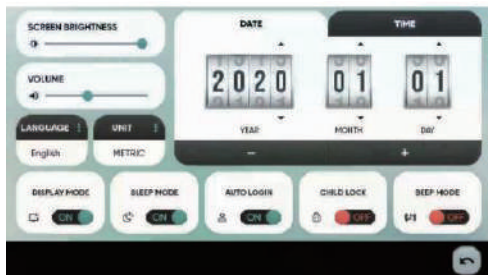 SCREEN BRIGHTNESS
VOLUME
LANGUAGE
English
UNIT
METRIC
DATE
TIME
2020
01
01
YEAR
MONTH
DAY
-
+
DISPLAY MODE
ON
SLEEP MODE
ON
AUTO LOGIN
ON
CHILD LOCK
OFF
BEEP MODE
OFF